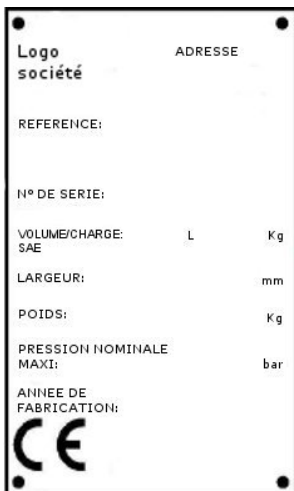 Logo ADRESSE
société
REFERENCE:
Nº DE SERIE:
VOLUME/CHARGE: L Kg
SAE
LARGEUR: mm
POIDS: Kg
PRESSION NOMINALE
MAXI: bar
ANNEE DE
FABRICATION:
CE